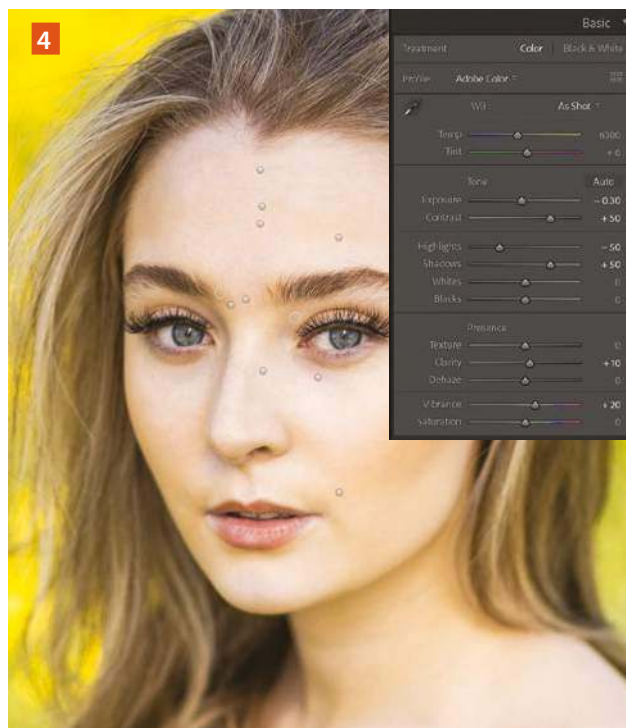 4
Basic
Treatment Color Black & White
Profile Adobe Color
WB As Shot
Temp 6300
Tint + 6
Tone Auto
Exposure – 0.30
Contrast + 50
Highlights – 50
Shadows + 50
Whites 0
Blacks 0
Presence
Texture 0
Clarity + 10
Dehaze 0
Vibrance + 20
Saturation 0